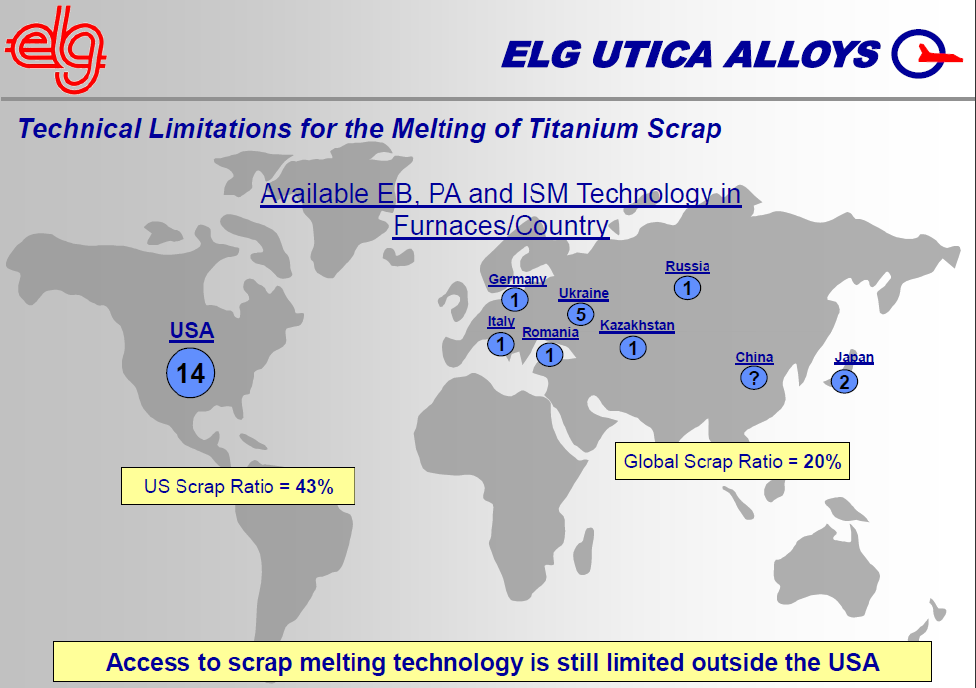 elg
ELG UTICA ALLOYS
Technical Limitations for the Melting of Titanium Scrap
Available EB, PA and ISM Technology in
Furnaces/Country
Russia
1
Germany
1
Ukraine
5
Italy
1
Romania
1
Kazakhstan
1
USA
14
China
?
Japan
2
Global Scrap Ratio = 20%
US Scrap Ratio = 43%
Access to scrap melting technology is still limited outside the USA